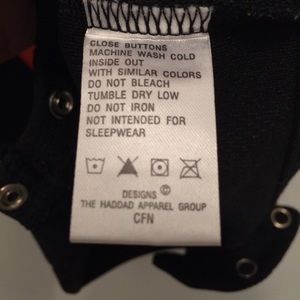 CLOSE BUTTONS
MACHINE WASH COLD
INSIDE OUT
WITH SIMILAR COLORS
DO NOT BLEACH
TUMBLE DRY LOW
DO NOT IRON
NOT INTENDED FOR
SLEEPWEAR
DESIGNS ©
THE HADDAD APPAREL GROUP
CFN